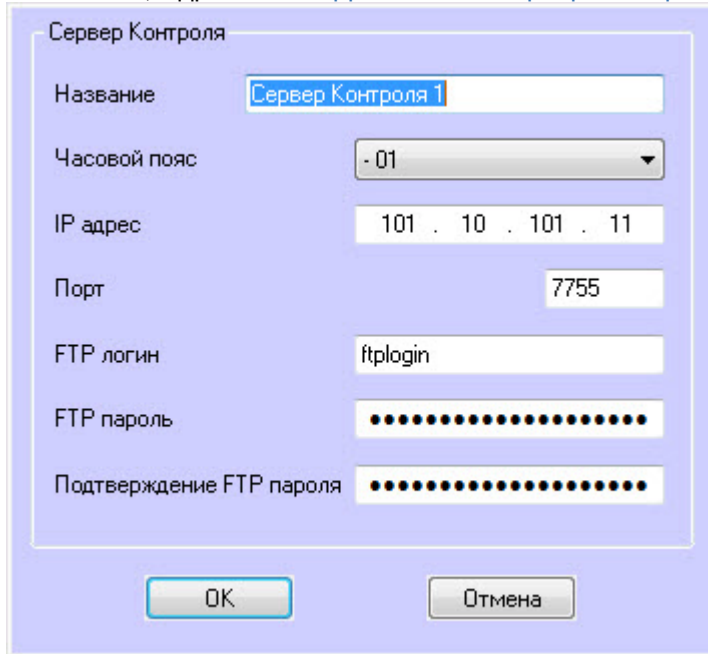 Сервер Контроля
Название Сервер Контроля 1
Часовой пояс - 01
IP адрес 101 . 10 . 101 . 11
Порт 7755
FTP логин ftplogin
FTP пароль ●●●●●●●●●●●●●●●●●●●●
Подтверждение FTP пароля ●●●●●●●●●●●●●●●●●●●●
OK Отмена